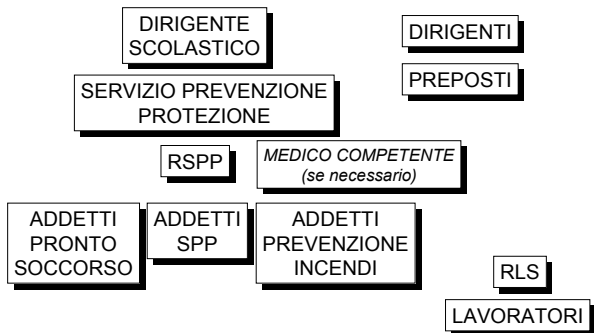 DIRIGENTE
SCOLASTICO
DIRIGENTI
PREPOSTI
SERVIZIO PREVENZIONE
PROTEZIONE
RSPP
MEDICO COMPETENTE
(se necessario)
ADDETTI
PRONTO
SOCCORSO
ADDETTI
SPP
ADDETTI
PREVENZIONE
INCENDI
RLS
LAVORATORI